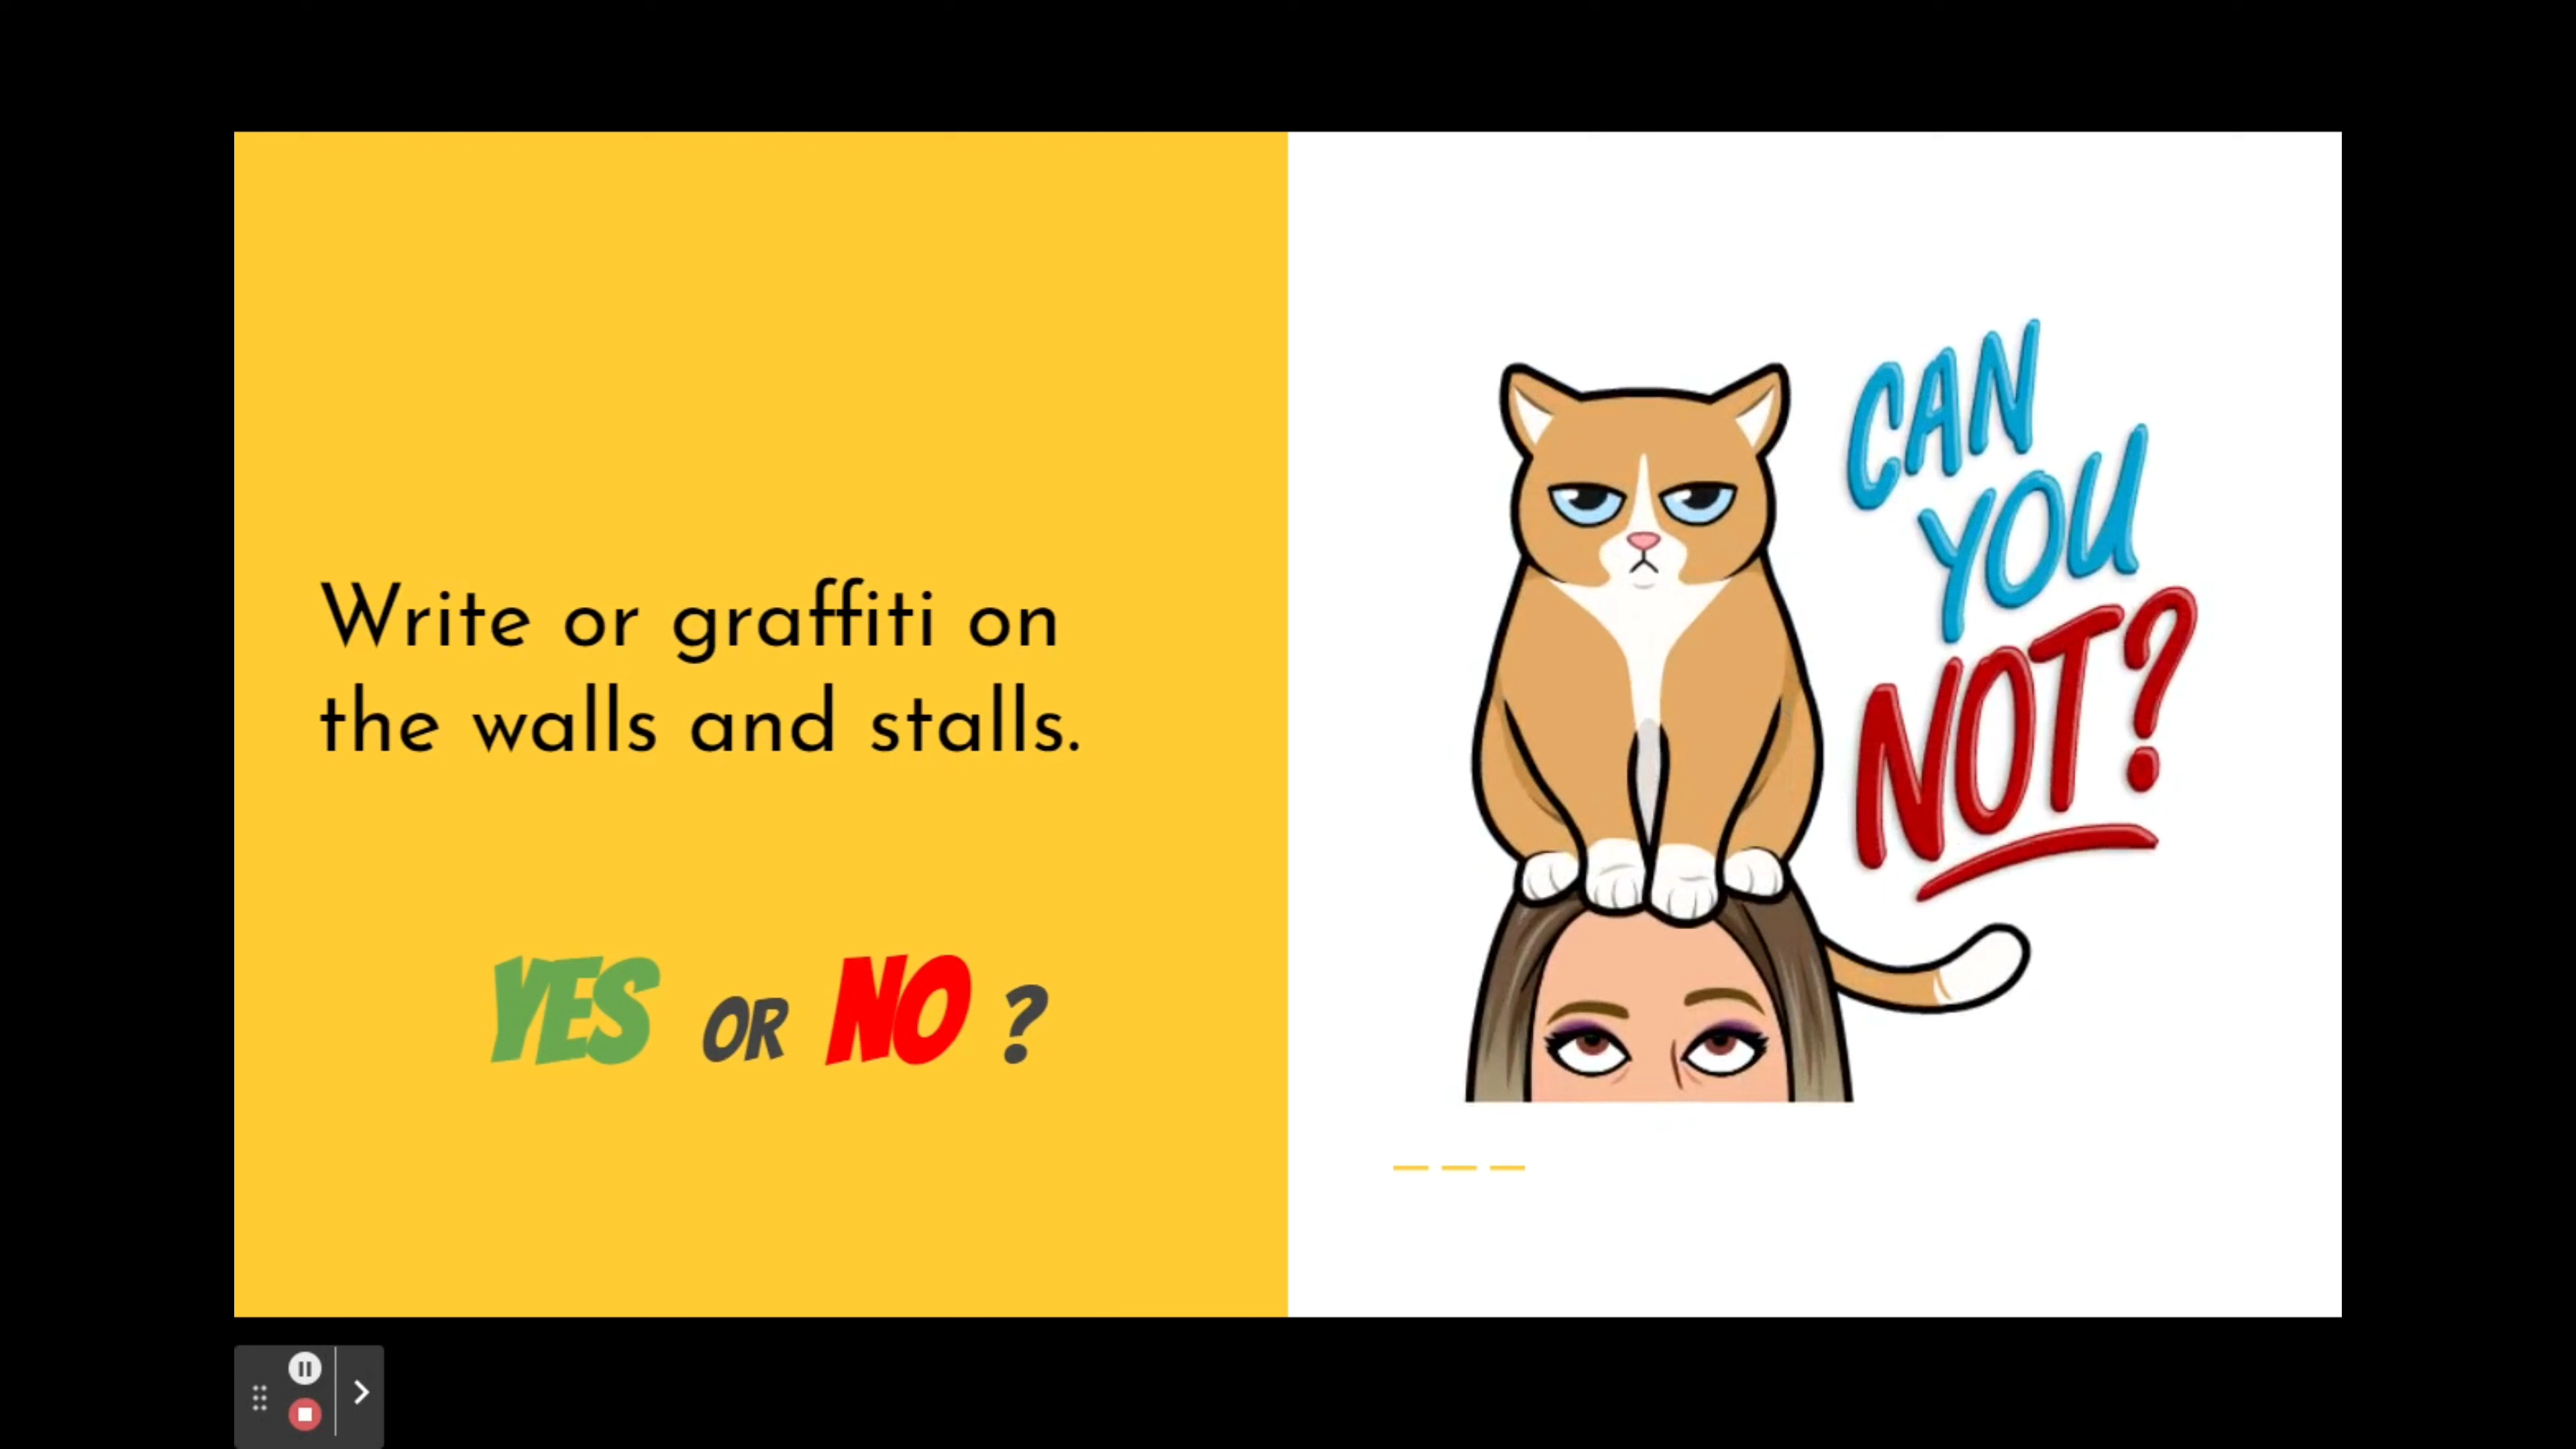 Write or graffiti on
the walls and stalls.
YES OR NO ?
CAN
YOU
NOT?